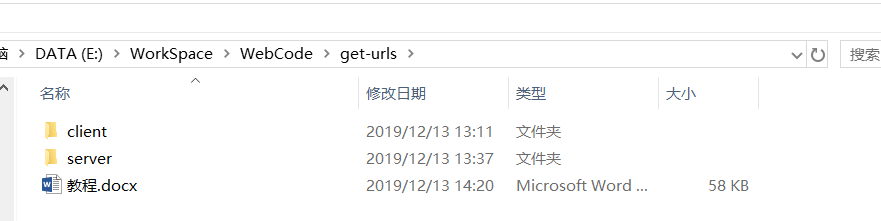 脑 > DATA (E:) > WorkSpace > WebCode > get-urls >
搜索
名称 修改日期 类型 大小
client 2019/12/13 13:11 文件夹
server 2019/12/13 13:37 文件夹
教程.docx 2019/12/13 14:20 Microsoft Word ... 58 KB